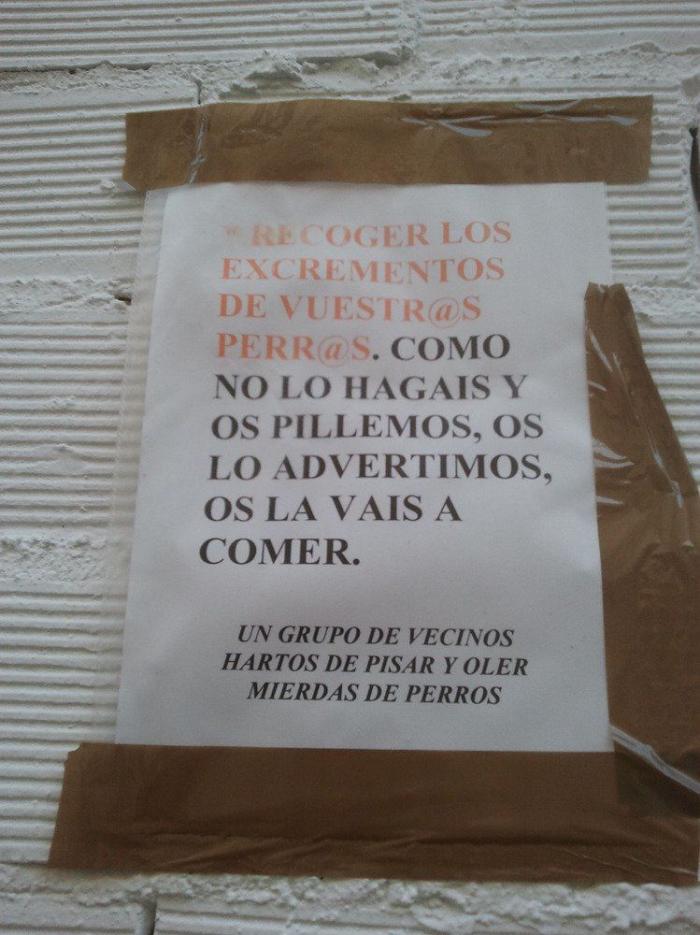 RECOGER LOS
EXCREMENTOS
DE VUESTR@S
PERR@S. COMO
NO LO HAGAIS Y
OS PILLEMOS, OS
LO ADVERTIMOS,
OS LA VAIS A
COMER.
UN GRUPO DE VECINOS
HARTOS DE PISAR Y OLER
MIERDAS DE PERROS